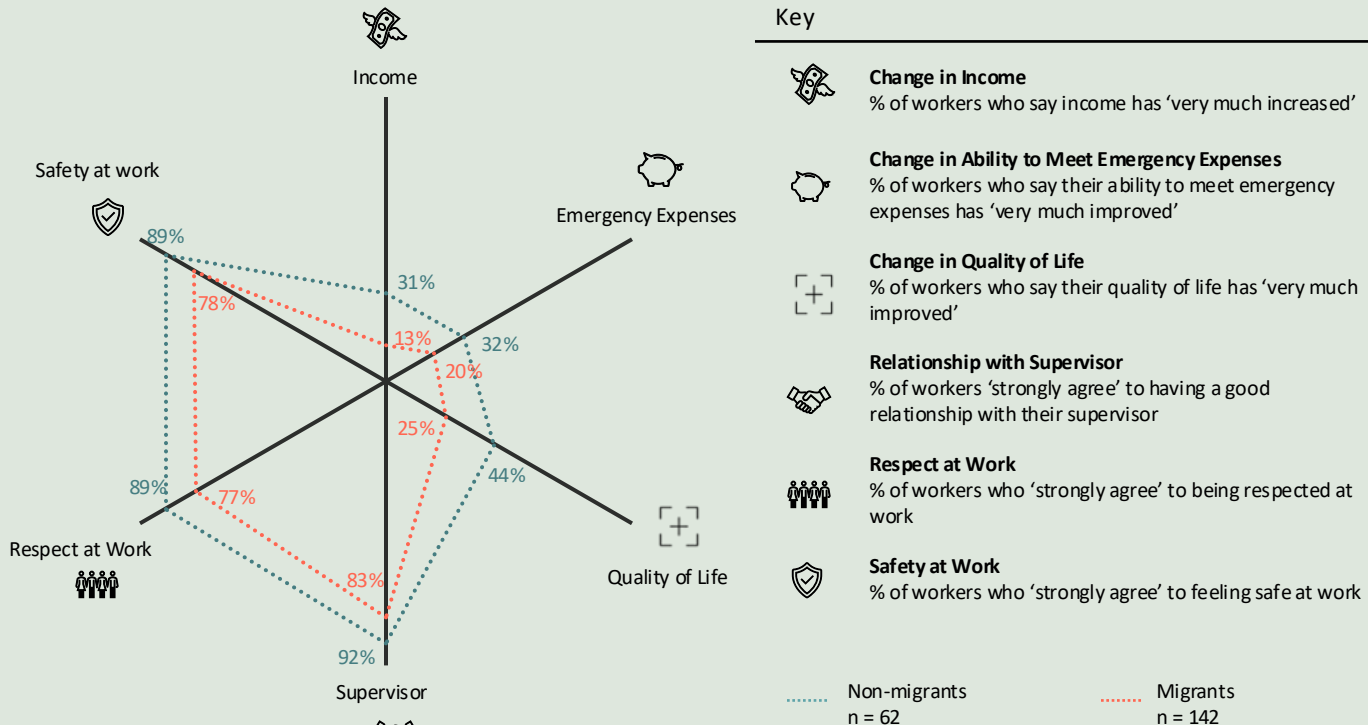 Income
Safety at work
Emergency Expenses
89%
31%
78%
13%
32%
20%
25%
44%
89%
77%
Respect at Work
Quality of Life
83%
92%
Supervisor
Key
Change in Income
% of workers who say income has ‘very much increased’
Change in Ability to Meet Emergency Expenses
% of workers who say their ability to meet emergency
expenses has ‘very much improved’
Change in Quality of Life
% of workers who say their quality of life has ‘very much
improved’
Relationship with Supervisor
% of workers ‘strongly agree’ to having a good
relationship with their supervisor
Respect at Work
% of workers who ‘strongly agree’ to being respected at
work
Safety at Work
% of workers who ‘strongly agree’ to feeling safe at work
Non-migrants
n = 62
Migrants
n = 142